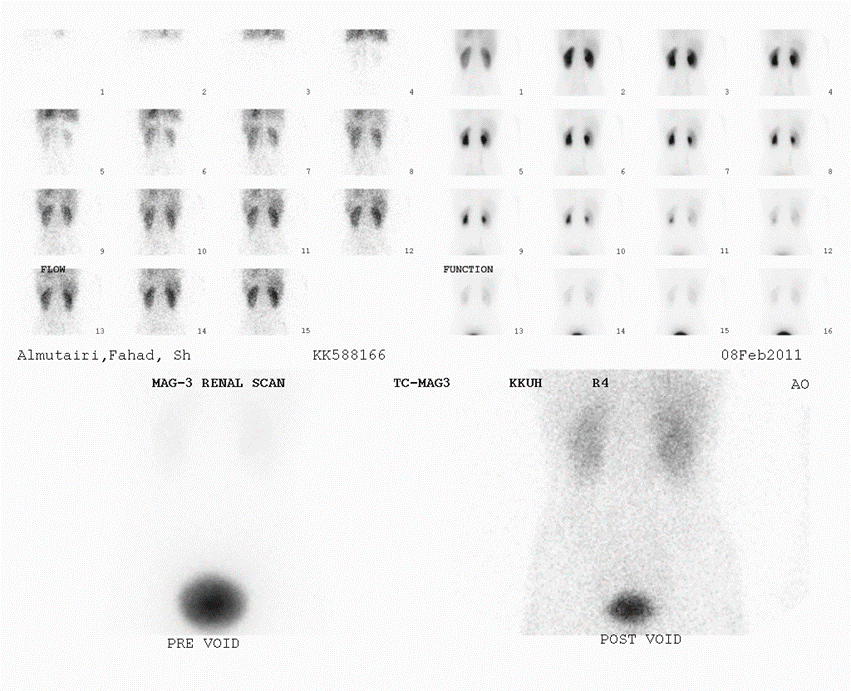 1 2 3 4 1 2 3 4
5 6 7 8 5 6 7 8
9 10 11 12 9 10 11 12
FLOW FUNCTION
13 14 15 13 14 15 16
Almutairi,Fahad, Sh KK588166 08Feb2011
MAG-3 RENAL SCAN TC-MAG3 KKUH R4 AO
PRE VOID POST VOID